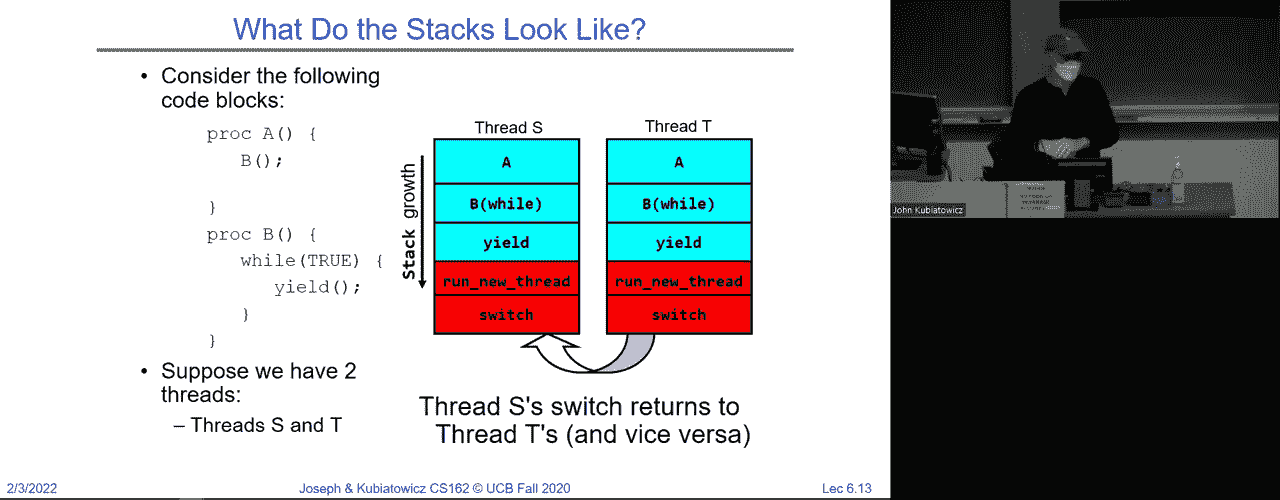 What Do the Stacks Look Like?
• Consider the following
code blocks:
proc A() {
B();
}
proc B() {
while(TRUE) {
yield();
}
}
• Suppose we have 2
threads:
– Threads S and T
Stack growth
Thread S
A
B(while)
yield
run_new_thread
switch
Thread T
A
B(while)
yield
run_new_thread
switch
Thread S's switch returns to
Thread T's (and vice versa)
2/3/2022
Joseph & Kubiatowicz CS162 © UCB Fall 2020
Lec 6.13
John Kubiatowicz